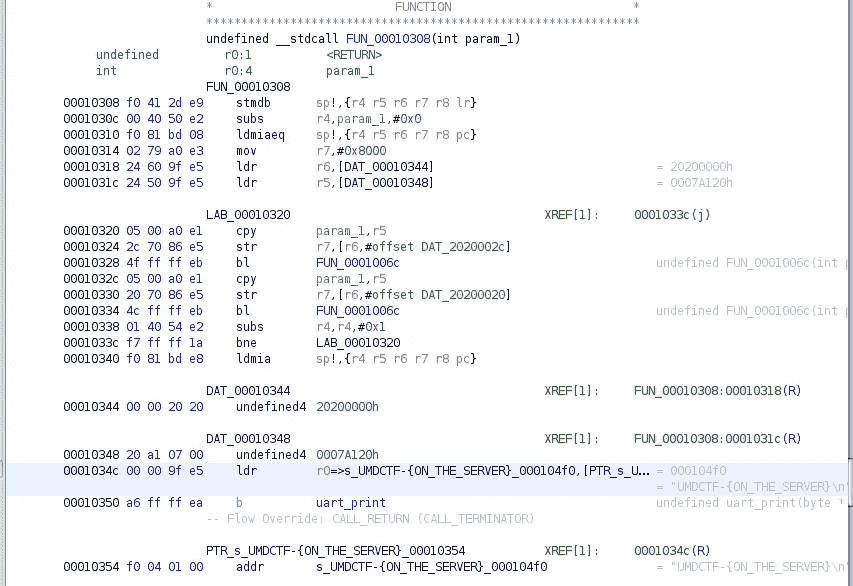 * FUNCTION *
**************************************************************
undefined __stdcall FUN_00010308(int param_1)
undefined r0:1 <RETURN>
int r0:4 param_1
FUN_00010308
00010308 f0 41 2d e9 stmdb sp!,{r4 r5 r6 r7 r8 lr}
0001030c 00 40 50 e2 subs r4,param_1,#0x0
00010310 f0 81 bd 08 ldmiaeq sp!,{r4 r5 r6 r7 r8 pc}
00010314 02 79 a0 e3 mov r7,#0x8000
00010318 24 60 9f e5 ldr r6,[DAT_00010344] = 20200000h
0001031c 24 50 9f e5 ldr r5,[DAT_00010348] = 0007A120h
LAB_00010320 XREF[1]: 0001033c(j)
00010320 05 00 a0 e1 cpy param_1,r5
00010324 2c 70 86 e5 str r7,[r6,#offset DAT_2020002c]
00010328 4f ff ff eb bl FUN_0001006c undefined FUN_0001006c(int p
0001032c 05 00 a0 e1 cpy param_1,r5
00010330 20 70 86 e5 str r7,[r6,#offset DAT_20200020]
00010334 4c ff ff eb bl FUN_0001006c undefined FUN_0001006c(int p
00010338 01 40 54 e2 subs r4,r4,#0x1
0001033c f7 ff ff 1a bne LAB_00010320
00010340 f0 81 bd e8 ldmia sp!,{r4 r5 r6 r7 r8 pc}
DAT_00010344 XREF[1]: FUN_00010308:00010318(R)
00010344 00 00 20 20 undefined4 20200000h
DAT_00010348 XREF[1]: FUN_00010308:0001031c(R)
00010348 20 a1 07 00 undefined4 0007A120h
0001034c 00 00 9f e5 ldr r0=>s_UMDCTF-{ON_THE_SERVER}_000104f0,[PTR_s_U... = 000104f0
= "UMDCTF-{ON_THE_SERVER}\n"
00010350 a6 ff ff ea b uart_print undefined uart_print(byte *
-- Flow Override: CALL_RETURN (CALL_TERMINATOR)
PTR_s_UMDCTF-{ON_THE_SERVER}_00010354 XREF[1]: 0001034c(R)
00010354 f0 04 01 00 addr s_UMDCTF-{ON_THE_SERVER}_000104f0 = "UMDCTF-{ON_THE_SERVER}\n"